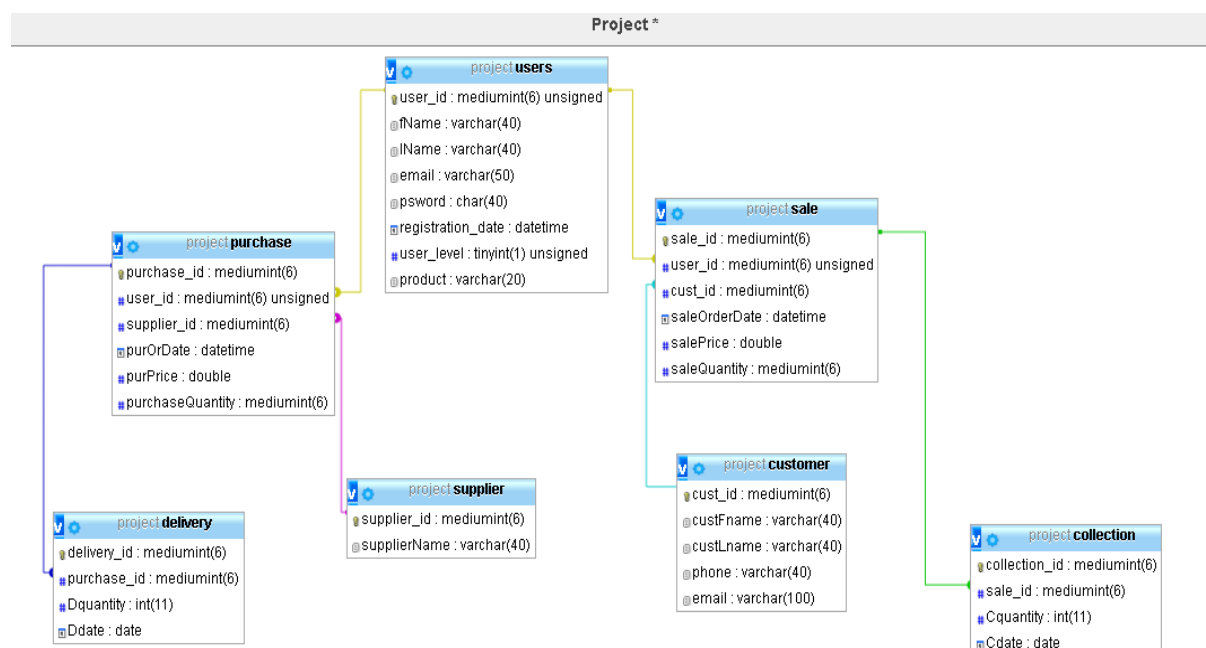 Project *
project users
user_id : mediumint(6) unsigned
fName : varchar(40)
lName : varchar(40)
email : varchar(50)
psword : char(40)
registration_date : datetime
user_level : tinyint(1) unsigned
product : varchar(20)
project purchase
purchase_id : mediumint(6)
user_id : mediumint(6) unsigned
supplier_id : mediumint(6)
purOrDate : datetime
purPrice : double
purchaseQuantity : mediumint(6)
project sale
sale_id : mediumint(6)
user_id : mediumint(6) unsigned
cust_id : mediumint(6)
saleOrderDate : datetime
salePrice : double
saleQuantity : mediumint(6)
project supplier
supplier_id : mediumint(6)
supplierName : varchar(40)
project customer
cust_id : mediumint(6)
custFname : varchar(40)
custLname : varchar(40)
phone : varchar(40)
email : varchar(100)
project delivery
delivery_id : mediumint(6)
purchase_id : mediumint(6)
Dquantity : int(11)
Ddate : date
project collection
collection_id : mediumint(6)
sale_id : mediumint(6)
Cquantity : int(11)
Cdate : date